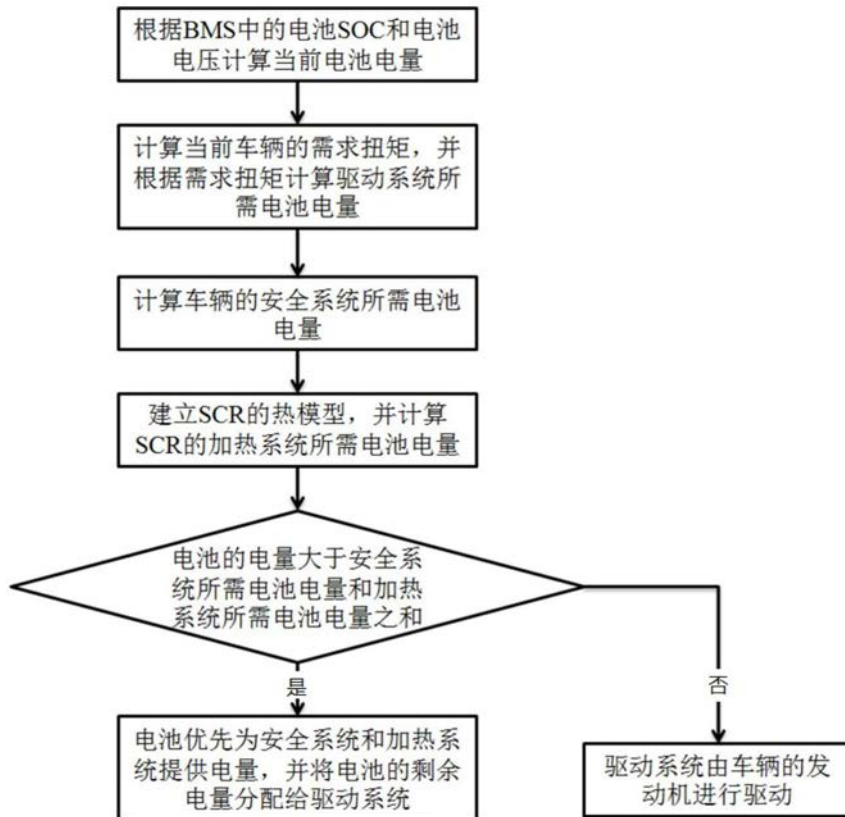 根据BMS中的电池SOC和电池
电压计算当前电池电量
计算当前车辆的需求扭矩，并
根据需求扭矩计算驱动系统所
需电池电量
计算车辆的安全系统所需电池
电量
建立SCR的热模型，并计算
SCR的加热系统所需电池电量
电池的电量大于安全系
统所需电池电量和加热
系统所需电池电量之和
是
否
电池优先为安全系统和加热系
统提供电量，并将电池的剩余
电量分配给驱动系统
驱动系统由车辆的发
动机进行驱动